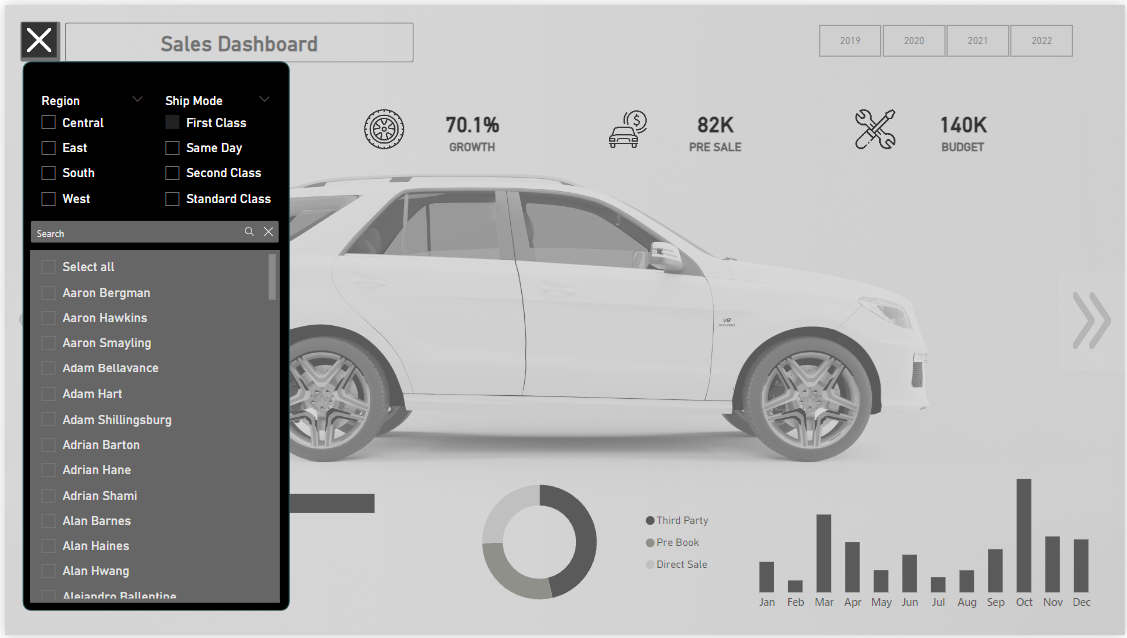 Sales Dashboard
2019
2020
2021
2022
Region
Central
East
South
West
Ship Mode
First Class
Same Day
Second Class
Standard Class
70.1%
GROWTH
82K
PRE SALE
140K
BUDGET
Search
Select all
Aaron Bergman
Aaron Hawkins
Aaron Smayling
Adam Bellavance
Adam Hart
Adam Shillingsburg
Adrian Barton
Adrian Hane
Adrian Shami
Alan Barnes
Alan Haines
Alan Hwang
Alejandro Ballentine
Third Party
Pre Book
Direct Sale
Jan Feb Mar Apr May Jun Jul Aug Sep Oct Nov Dec